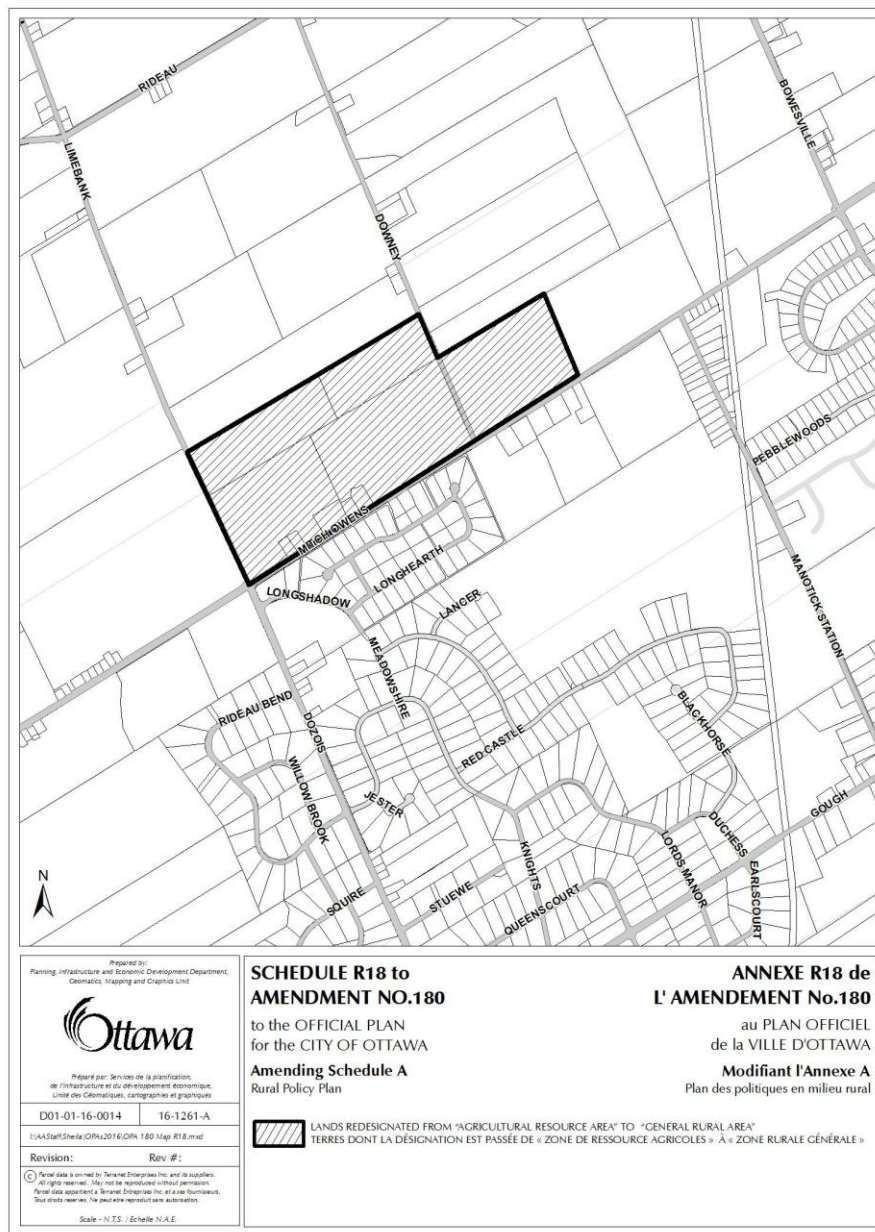 RIDEAU
LIMEBANK
BOWESVILLE
DOWNEY
PEBBLEWOODS
MITCH OWENS
LONGHEARTH
LONGSHADOW
LANCER
MANOTICK STATION
MEADOWSHIRE
RIDEAU BEND
DOZOIS
BLACKHORSE
RED CASTLE
WILLOW BROOK
JESTER
GOUGH
DUCHESS
KNIGHTS
LORDS MANOR
EARLSCOURT
SQUIRE
STUEWE
QUEENSCOURT
N
Prepared by:
Planning, Infrastructure and Economic Development Department,
Geomatics, Mapping and Graphics Unit
Ottawa
Préparé par: Services de la planification,
de l'infrastructure et du développement économique,
Unité des Géomatiques, cartographies et graphiques
D01-01-16-0014 16-1261-A
I:\AAStaff\Sheila\OPAs2016\OPA 180 Map R18.mxd
Revision: Rev #:
© Parcel data is owned by Teranet Enterprises Inc. and its suppliers.
All rights reserved. May not be reproduced without permission.
Parcel data appartient a Teranet Entreprises Inc. et a ses fournisseurs.
Tous droits reserves. Ne peut etre reproduit sans autorisation.
Scale - N.T.S. / Echelle N.A.E.
SCHEDULE R18 to
AMENDMENT NO.180
to the OFFICIAL PLAN
for the CITY OF OTTAWA
Amending Schedule A
Rural Policy Plan
ANNEXE R18 de
L' AMENDEMENT No.180
au PLAN OFFICIEL
de la VILLE D'OTTAWA
Modifiant l'Annexe A
Plan des politiques en milieu rural
LANDS REDESIGNATED FROM "AGRICULTURAL RESOURCE AREA" TO "GENERAL RURAL AREA"
TERRES DONT LA DÉSIGNATION EST PASSÉE DE « ZONE DE RESSOURCE AGRICOLES » À « ZONE RURALE GÉNÉRALE »